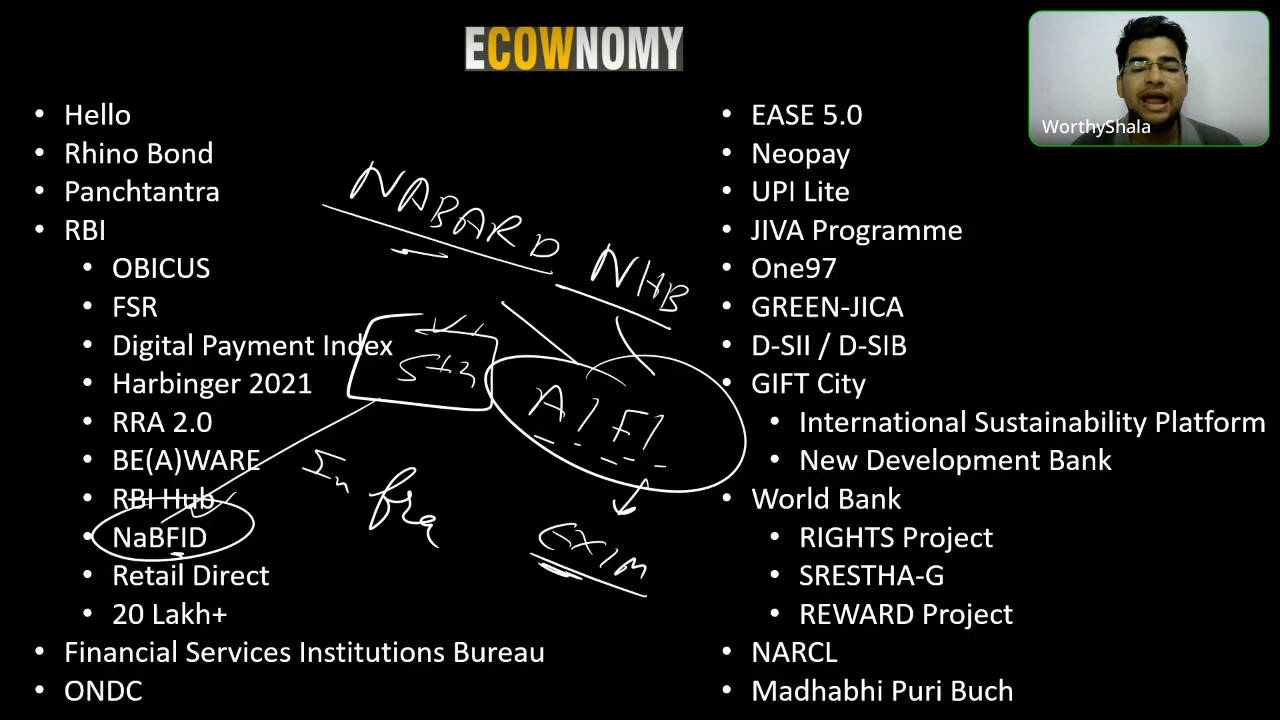 ECOWNOMY
WorthyShala
• Hello
• Rhino Bond
• Panchtantra
• RBI
• OBICUS
• FSR
• Digital Payment Index
• Harbinger 2021
• RRA 2.0
• BE(A)WARE
• RBI Hub
• NaBFID
• Retail Direct
• 20 Lakh+
• Financial Services Institutions Bureau
• ONDC
NABARD
NHB
5th
AIFI
Infra
EXIM
• EASE 5.0
• Neopay
• UPI Lite
• JIVA Programme
• One97
• GREEN-JICA
• D-SII / D-SIB
• GIFT City
• International Sustainability Platform
• New Development Bank
• World Bank
• RIGHTS Project
• SRESTHA-G
• REWARD Project
• NARCL
• Madhabhi Puri Buch